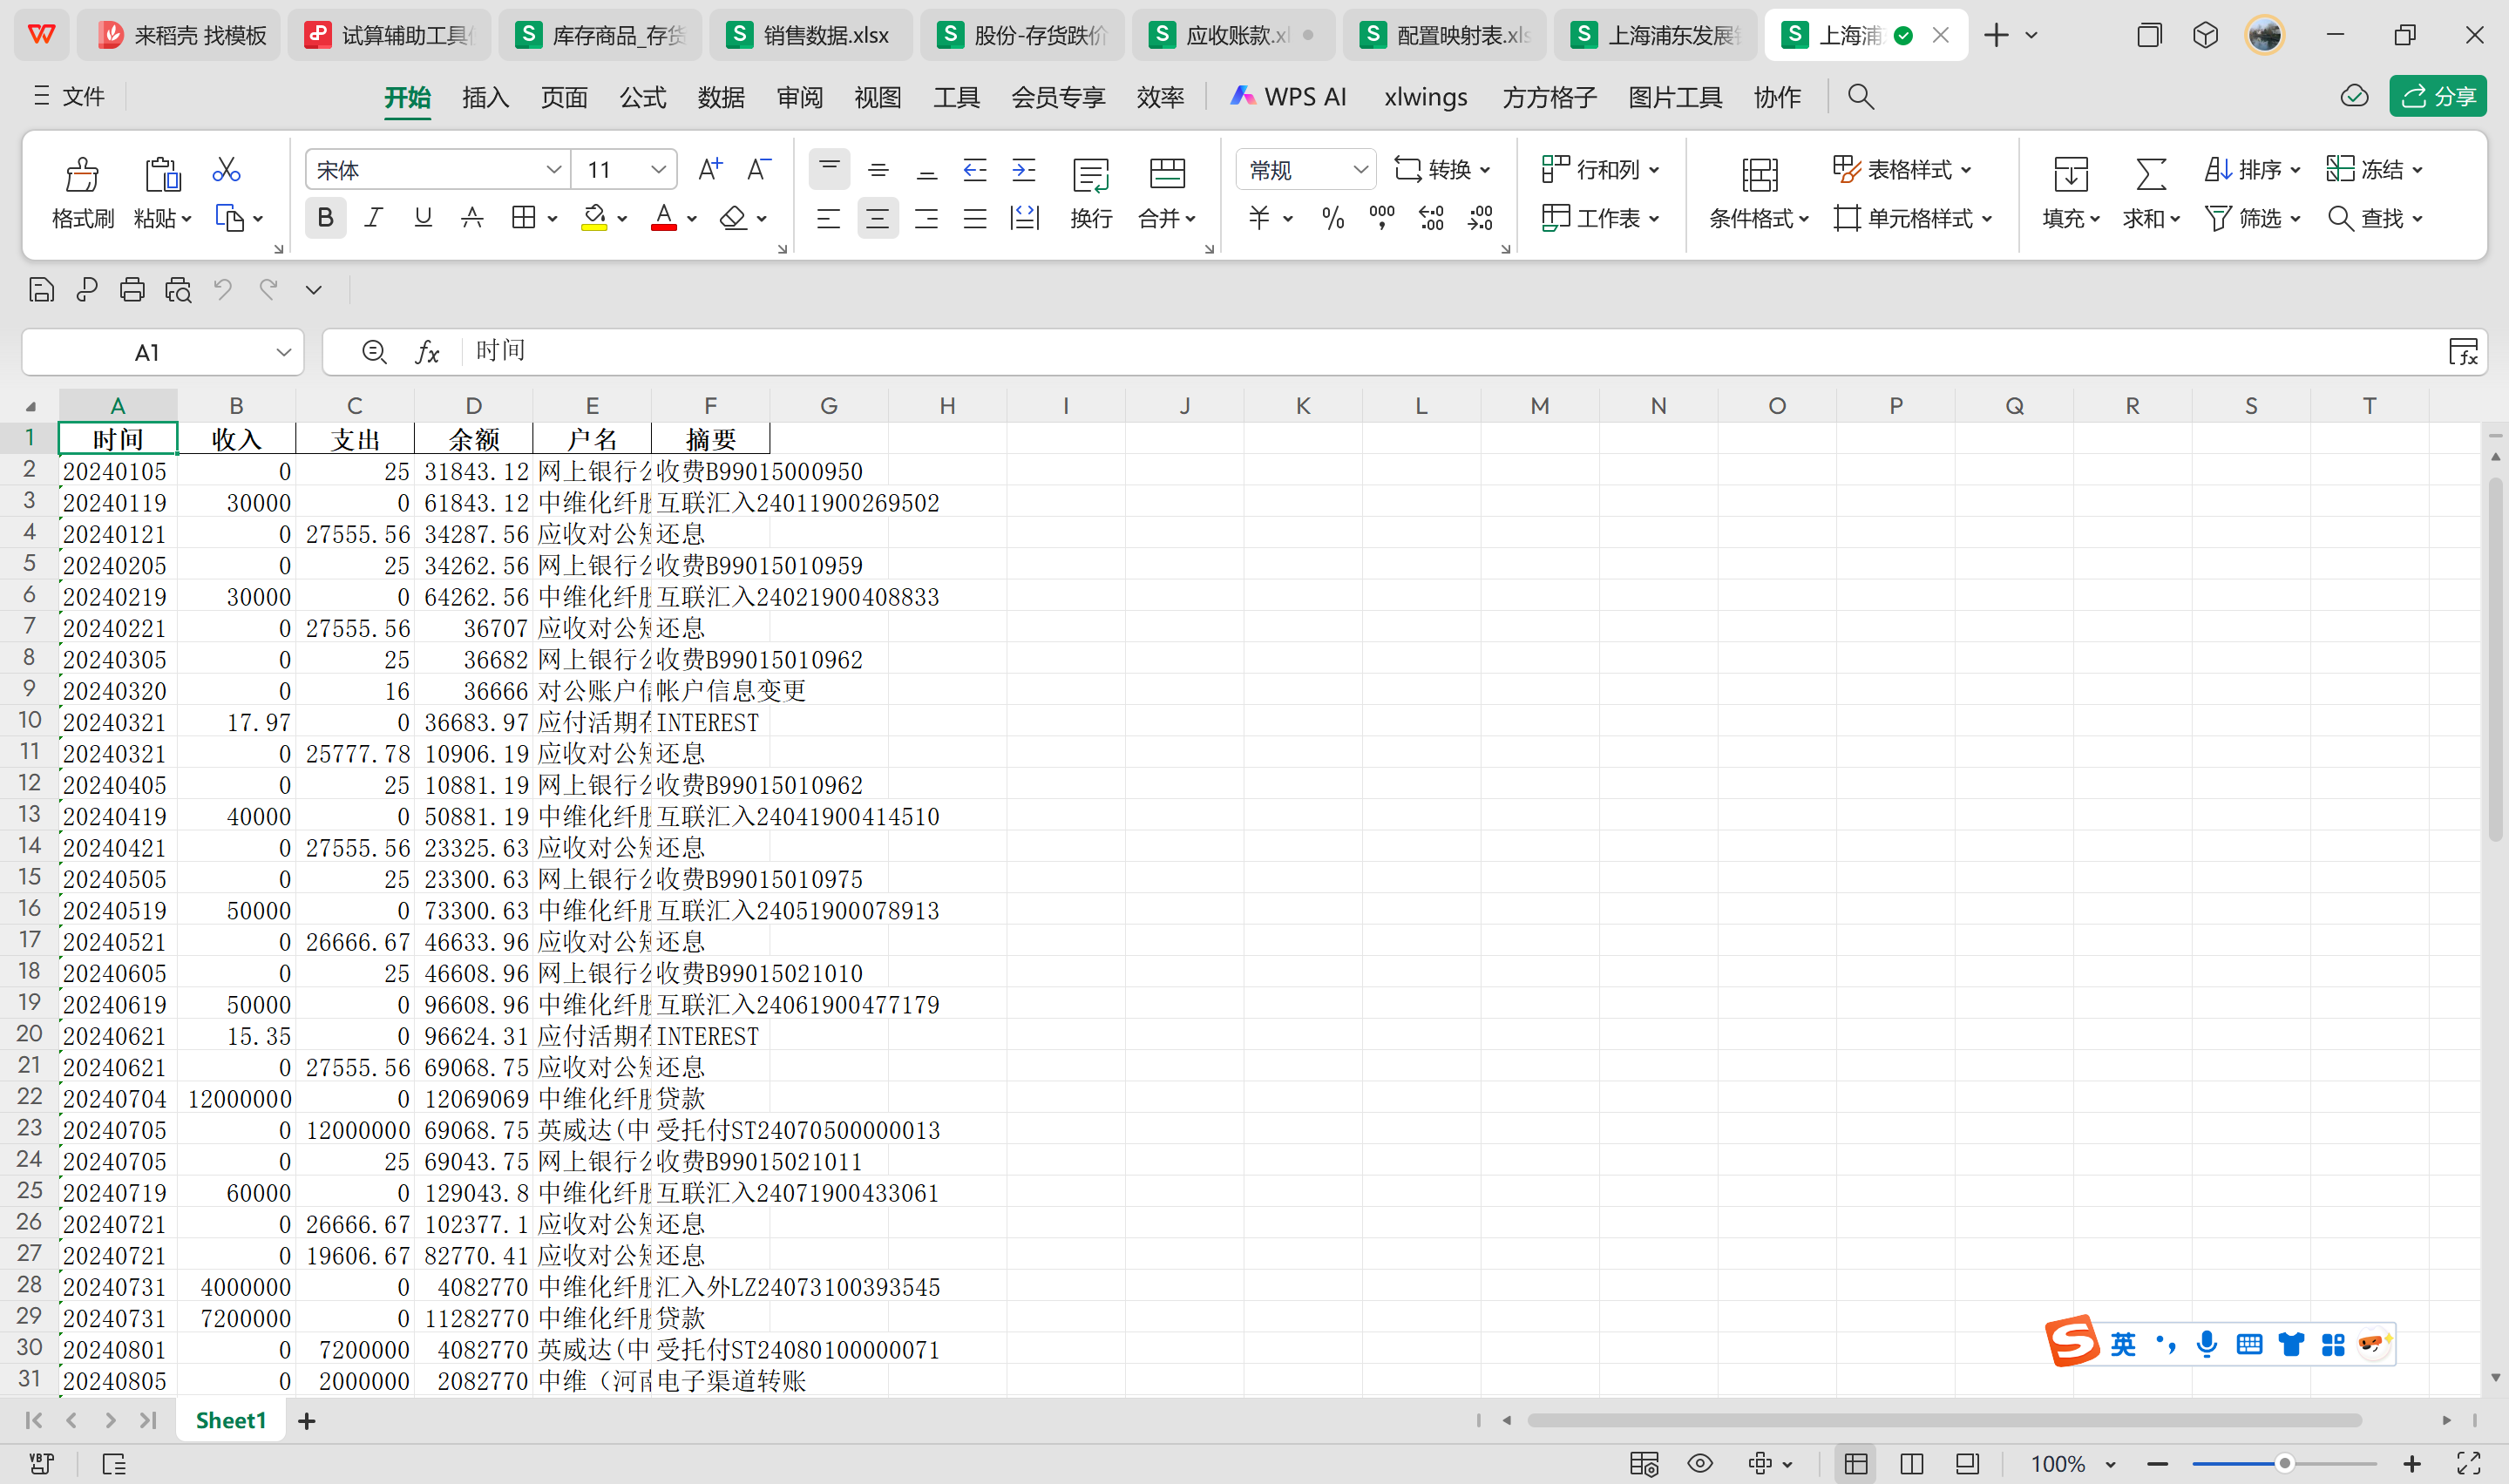 来稻壳 找模板 试算辅助工具 库存商品_存货 销售数据.xlsx 股份-存货跌价 应收账款.x 配置映射表.xls 上海浦东发展 上海浦
文件 开始 插入 页面 公式 数据 审阅 视图 工具 会员专享 效率 WPS AI xlwings 方方格子 图片工具 协作 分享
宋体 11 常规 转换 行和列 表格样式 排序 冻结
格式刷 粘贴 B I U A 换行 合并 % 工作表 条件格式 单元格样式 填充 求和 筛选 查找
A1 fx 时间
A B C D E F G H I J K L M N O P Q R S T
1 时间 收入 支出 余额 户名 摘要
2 20240105 0 25 31843.12 网上银行公 收费B99015000950
3 20240119 30000 0 61843.12 中维化纤股 互联汇入24011900269502
4 20240121 0 27555.56 34287.56 应收对公短 还息
5 20240205 0 25 34262.56 网上银行公 收费B99015010959
6 20240219 30000 0 64262.56 中维化纤股 互联汇入24021900408833
7 20240221 0 27555.56 36707 应收对公短 还息
8 20240305 0 25 36682 网上银行公 收费B99015010962
9 20240320 0 16 36666 对公账户信 帐户信息变更
10 20240321 17.97 0 36683.97 应付活期存 INTEREST
11 20240321 0 25777.78 10906.19 应收对公短 还息
12 20240405 0 25 10881.19 网上银行公 收费B99015010962
13 20240419 40000 0 50881.19 中维化纤股 互联汇入24041900414510
14 20240421 0 27555.56 23325.63 应收对公短 还息
15 20240505 0 25 23300.63 网上银行公 收费B99015010975
16 20240519 50000 0 73300.63 中维化纤股 互联汇入24051900078913
17 20240521 0 26666.67 46633.96 应收对公短 还息
18 20240605 0 25 46608.96 网上银行公 收费B99015021010
19 20240619 50000 0 96608.96 中维化纤股 互联汇入24061900477179
20 20240621 15.35 0 96624.31 应付活期存 INTEREST
21 20240621 0 27555.56 69068.75 应收对公短 还息
22 20240704 12000000 0 12069069 中维化纤股 贷款
23 20240705 0 12000000 69068.75 英威达(中 受托付ST24070500000013
24 20240705 0 25 69043.75 网上银行公 收费B99015021011
25 20240719 60000 0 129043.8 中维化纤股 互联汇入24071900433061
26 20240721 0 26666.67 102377.1 应收对公短 还息
27 20240721 0 19606.67 82770.41 应收对公短 还息
28 20240731 4000000 0 4082770 中维化纤股 汇入外LZ24073100393545
29 20240731 7200000 0 11282770 中维化纤股 贷款
30 20240801 0 7200000 4082770 英威达(中 受托付ST24080100000071
31 20240805 0 2000000 2082770 中维（河南 电子渠道转账
英
Sheet1
100%